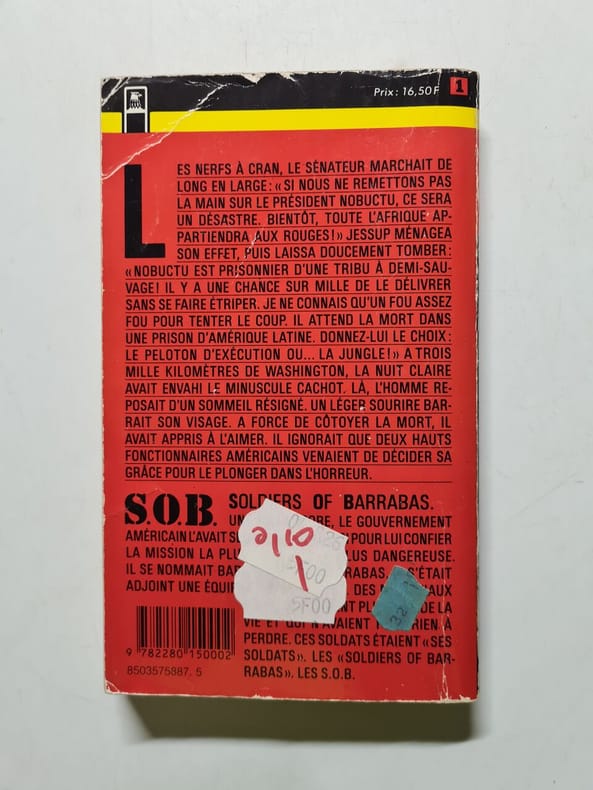 Prix : 16,50 F 1
LES NERFS À CRAN, LE SÉNATEUR MARCHAIT DE
LONG EN LARGE : « SI NOUS NE REMETTONS PAS
LA MAIN SUR LE PRÉSIDENT NOBUCTU, CE SERA
UN DÉSASTRE. BIENTÔT, TOUTE L'AFRIQUE AP-
PARTIENDRA AUX ROUGES ! » JESSUP MÉNAGEA
SON EFFET, PUIS LAISSA DOUCEMENT TOMBER :
« NOBUCTU EST PRISONNIER D'UNE TRIBU À DEMI-SAU-
VAGE ! IL Y A UNE CHANCE SUR MILLE DE LE DÉLIVRER
SANS SE FAIRE ÉTRIPER. JE NE CONNAIS QU'UN FOU ASSEZ
FOU POUR TENTER LE COUP. IL ATTEND LA MORT DANS
UNE PRISON D'AMÉRIQUE LATINE. DONNEZ-LUI LE CHOIX :
LE PELOTON D'EXÉCUTION OU... LA JUNGLE ! » A TROIS
MILLE KILOMÈTRES DE WASHINGTON, LA NUIT CLAIRE
AVAIT ENVAHI LE MINUSCULE CACHOT. LÀ, L'HOMME RE-
POSAIT D'UN SOMMEIL RÉSIGNÉ. UN LÉGER SOURIRE BAR-
RAIT SON VISAGE. A FORCE DE CÔTOYER LA MORT, IL
AVAIT APPRIS À L'AIMER. IL IGNORAIT QUE DEUX HAUTS
FONCTIONNAIRES AMÉRICAINS VENAIENT DE DÉCIDER SA
GRÂCE POUR LE PLONGER DANS L'HORREUR.
S.O.B. SOLDIERS OF BARRABAS.
LE GOUVERNEMENT
AMÉRICAIN L'AVAIT POUR LUI CONFIER
LA MISSION LA PLUS DANGEREUSE.
IL SE NOMMAIT S'ÉTAIT
ADJOINT UNE DES
DE LA
VIE ET QUI N'AVAIENT RIEN À
PERDRE. CES SOLDATS ÉTAIENT « SES
SOLDATS ». LES « SOLDIERS OF BAR-
RABAS ». LES S.O.B.
5F00
5F00
9 782280 150002
8503575887.5